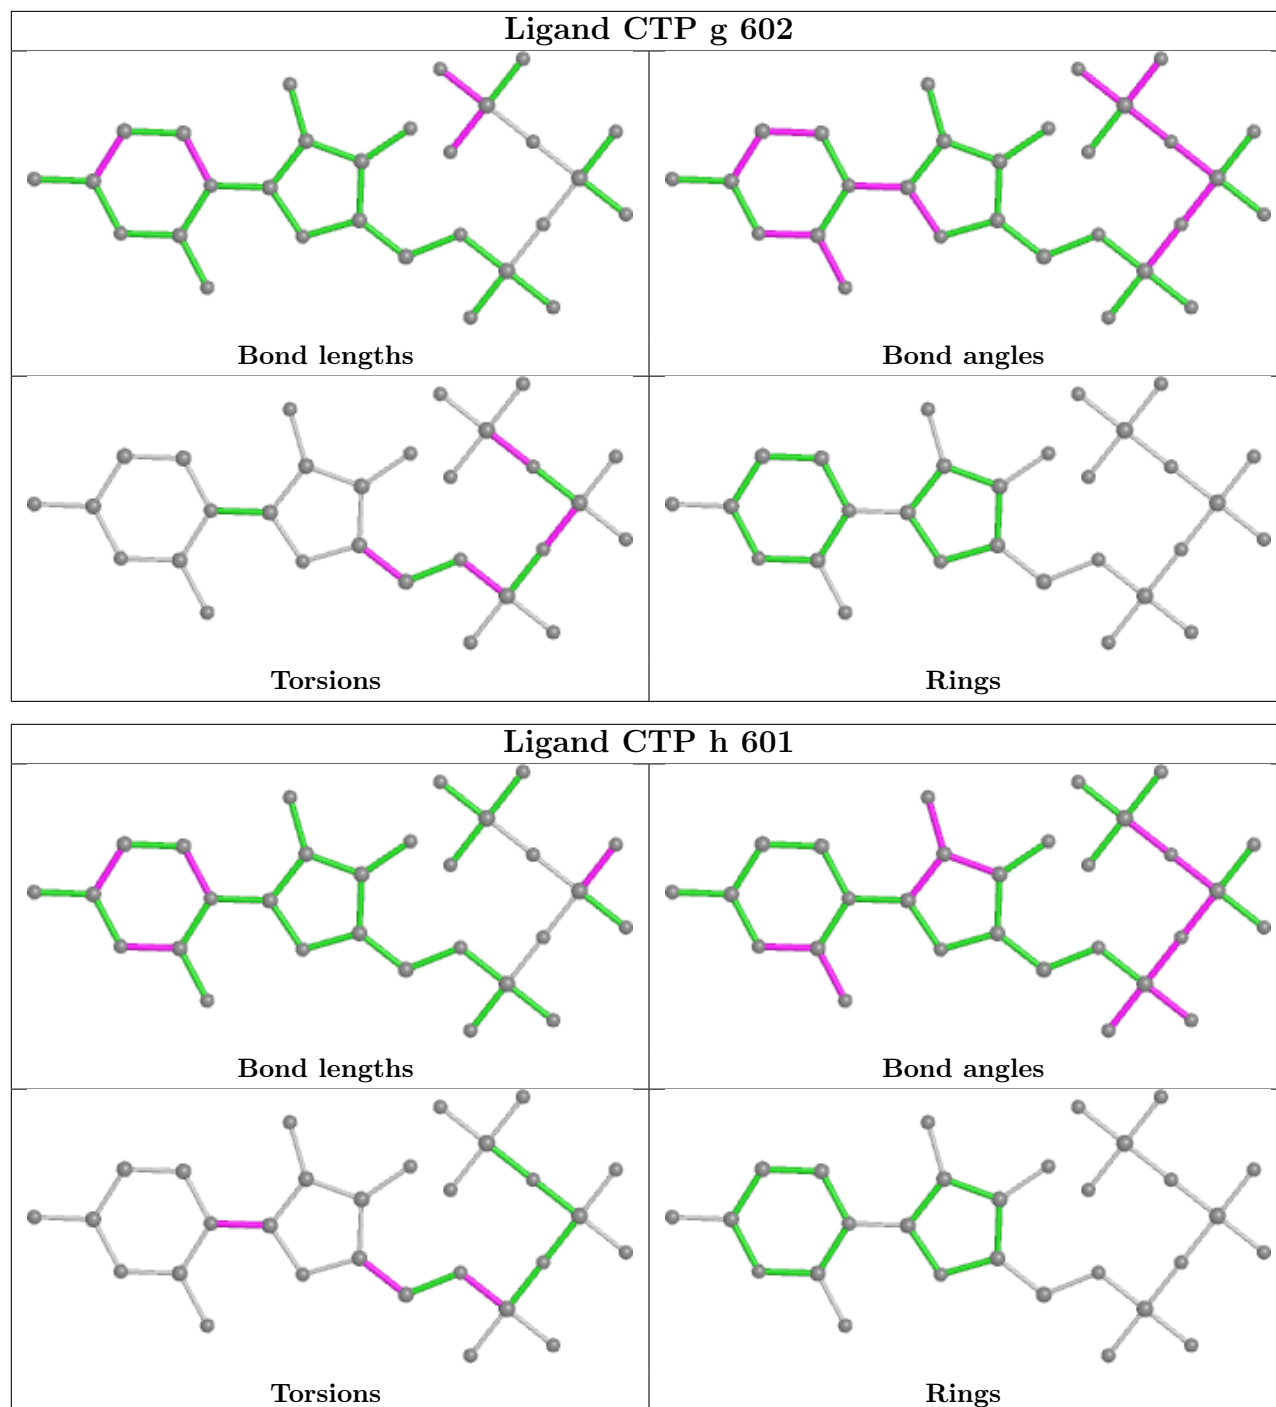 Ligand CTP g 602
Bond lengths
Bond angles
Torsions
Rings
Ligand CTP h 601
Bond lengths
Bond angles
Torsions
Rings